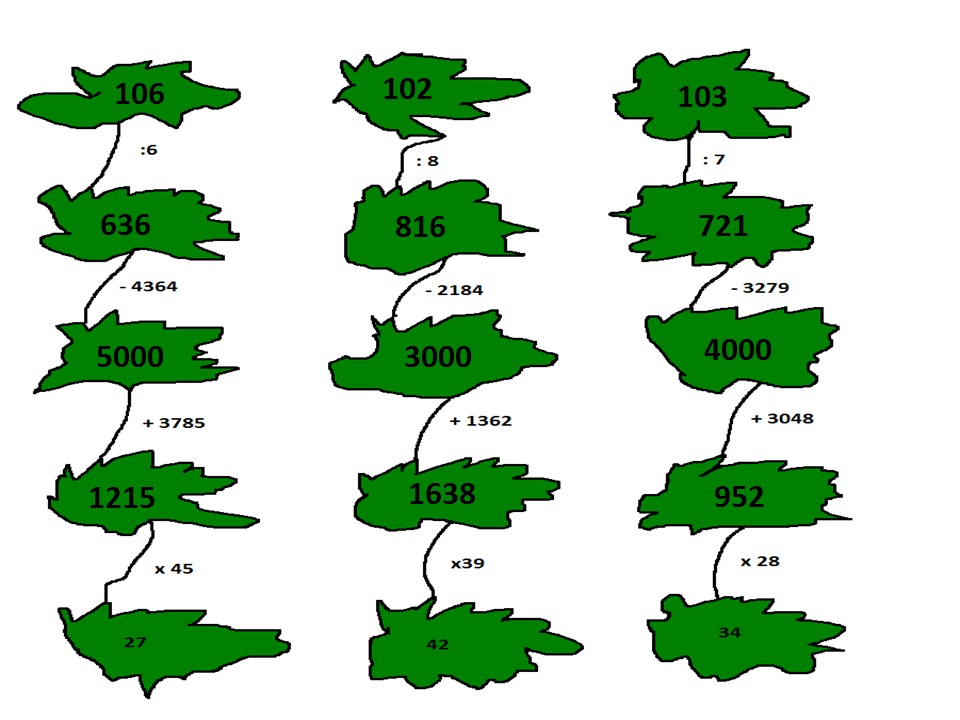 106 102 103
:6 : 8 : 7
636 816 721
- 4364 - 2184 - 3279
5000 3000 4000
+ 3785 + 1362 + 3048
1215 1638 952
x 45 x39 x 28
27 42 34